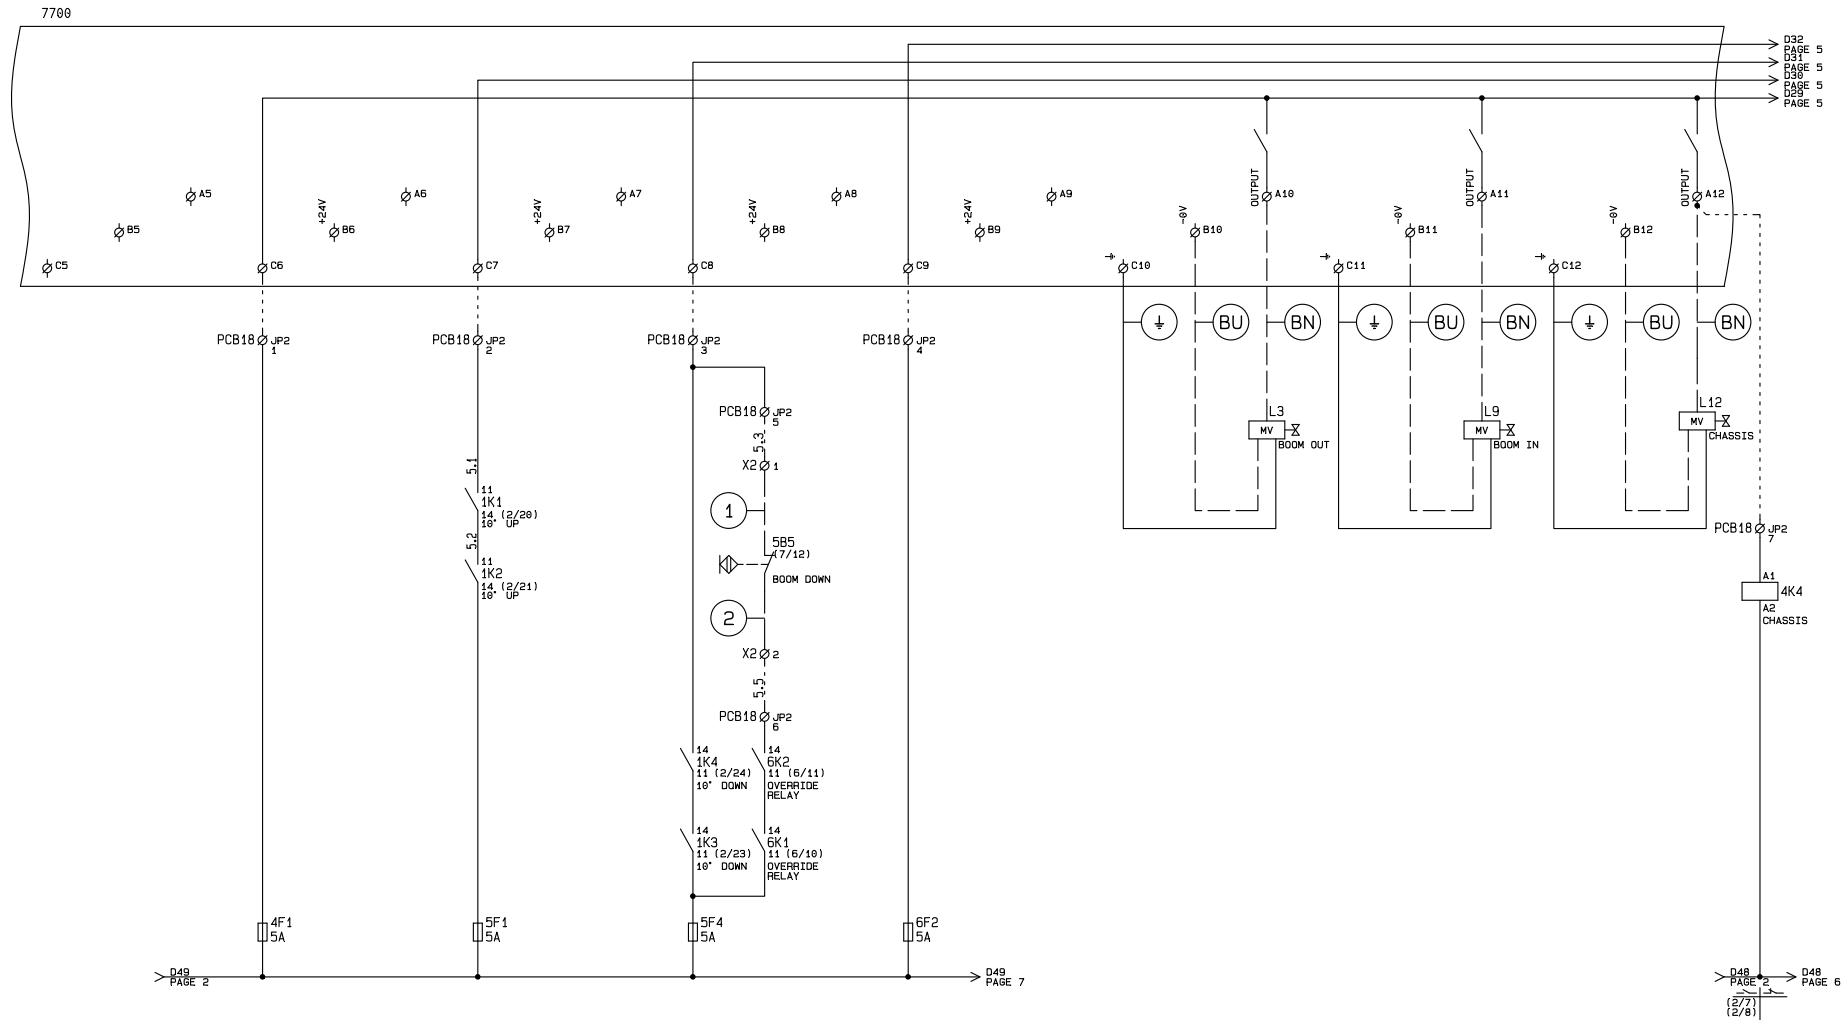 7700
D32
PAGE 5
D31
PAGE 5
D30
PAGE 5
D29
PAGE 5
A5
A6
A7
A8
A9
OUTPUT
A10
OUTPUT
A11
OUTPUT
A12
B5
+24V
B6
+24V
B7
+24V
B8
+24V
B9
-0V
B10
-0V
B11
-0V
B12
C5
C6
C7
C8
C9
C10
C11
C12
BU
BN
BU
BN
BU
BN
PCB18 JP2
1
PCB18 JP2
2
PCB18 JP2
3
PCB18 JP2
4
PCB18 JP2
5
5.3
X2 1
1
5B5
(7/12)
BOOM DOWN
2
X2 2
5.5
PCB18 JP2
6
5.1
11
1K1
14 (2/20)
10° UP
5.2
11
1K2
14 (2/21)
10° UP
L3
MV
BOOM OUT
L9
MV
BOOM IN
L12
MV
CHASSIS
PCB18 JP2
7
A1
4K4
A2
CHASSIS
14
1K4
11 (2/24)
10° DOWN
14
6K2
11 (6/11)
OVERRIDE
RELAY
14
1K3
11 (2/23)
10° DOWN
14
6K1
11 (6/10)
OVERRIDE
RELAY
4F1
5A
5F1
5A
5F4
5A
6F2
5A
D49
PAGE 2
D49
PAGE 7
D48
PAGE 2
D48
PAGE 6
(2/7)
(2/8)